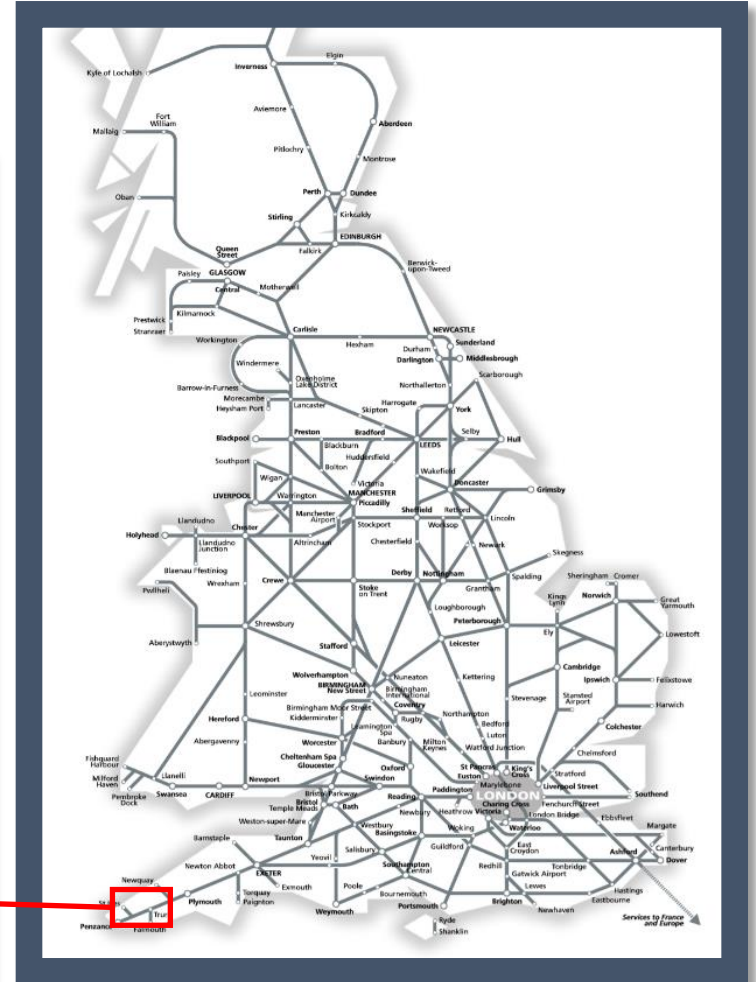 Elgin
Inverness
Kyle of Lochalsh
Aviemore
Fort
William
Aberdeen
Mallaig
Pitlochry
Montrose
Perth
Dundee
Oban
Stirling
Kirkcaldy
EDINBURGH
Queen
Street
Falkirk
Berwick-
upon-Tweed
Paisley
GLASGOW
Central
Motherwell
Kilmarnock
Prestwick
Stranraer
Carlisle
NEWCASTLE
Workington
Hexham
Sunderland
Durham
Darlington
Middlesbrough
Windermere
Scarborough
Oxenholme
Lake District
Barrow-in-Furness
Northallerton
Morecambe
Lancaster
Harrogate
York
Heysham Port
Skipton
Blackpool
Preston
Bradford
Selby
Hull
Blackburn
LEEDS
Huddersfield
Southport
Bolton
Wakefield
Wigan
Victoria
Doncaster
Grimsby
LIVERPOOL
Warrington
MANCHESTER
Piccadilly
Sheffield
Retford
Manchester
Airport
Lincoln
Llandudno
Chester
Stockport
Worksop
Holyhead
Llandudno
Junction
Altrincham
Chesterfield
Newark
Skegness
Blaenau Ffestiniog
Crewe
Derby
Nottingham
Spalding
Sheringham
Cromer
Wrexham
Stoke
on Trent
Grantham
Pwllheli
Kings
Lynn
Norwich
Great
Yarmouth
Loughborough
Shrewsbury
Peterborough
Ely
Lowestoft
Aberystwyth
Stafford
Leicester
Wolverhampton
Cambridge
BIRMINGHAM
New Street
Nuneaton
Kettering
Ipswich
Felixstowe
Leominster
Birmingham
International
Stevenage
Stansted
Airport
Birmingham Moor Street
Coventry
Harwich
Hereford
Kidderminster
Rugby
Northampton
Colchester
Leamington
Spa
Bedford
Abergavenny
Worcester
Banbury
Milton
Keynes
Luton
Chelmsford
Fishguard
Harbour
Cheltenham Spa
Watford Junction
Gloucester
Oxford
St Pancras
King's
Cross
Stratford
Milford
Haven
Llanelli
Newport
Swindon
Euston
Marylebone
Liverpool Street
Pembroke
Dock
Swansea
CARDIFF
Bristol Parkway
Paddington
LONDON
Southend
Bristol
Temple Meads
Bath
Reading
Charing Cross
Fenchurch Street
Newbury
Heathrow
Victoria
London Bridge
Ebbsfleet
Weston-super-Mare
Westbury
Waterloo
Margate
Barnstaple
Taunton
Basingstoke
Woking
Salisbury
Guildford
East
Croydon
Canterbury
Ashford
Newton Abbot
Yeovil
Southampton
Central
Redhill
Tonbridge
Dover
EXETER
Gatwick Airport
Newquay
Exmouth
Poole
Lewes
Hastings
Torquay
Paignton
Bournemouth
Eastbourne
Plymouth
Weymouth
Portsmouth
Brighton
Newhaven
Penzance
Falmouth
Ryde
Shanklin
Services to France
and Europe